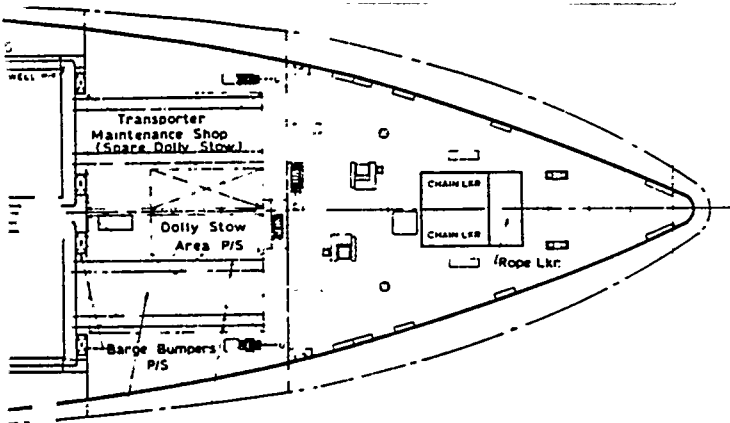 WELL P/S
Transporter
Maintenance Shop
(Spare Dolly Stow)
CHAIN LKR
Dolly Stow
Area P/S
CHAIN LKR
Rope Lkr.
Barge Bumpers
P/S